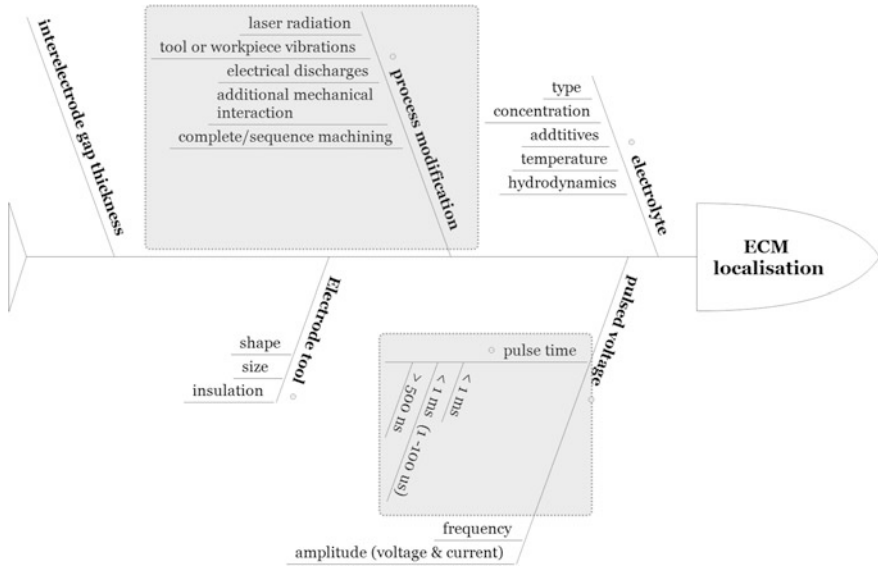 laser radiation
tool or workpiece vibrations
electrical discharges
additional mechanical
interaction
complete/sequence machining
process modification
interelectrode gap thickness
type
concentration
addtitives
temperature
hydrodynamics
electrolyte
ECM
localisation
Electrode tool
shape
size
insulation
pulsed voltage
pulse time
< 1 ms
< 1 ms (1-100 us)
> 500 ns
frequency
amplitude (voltage & current)